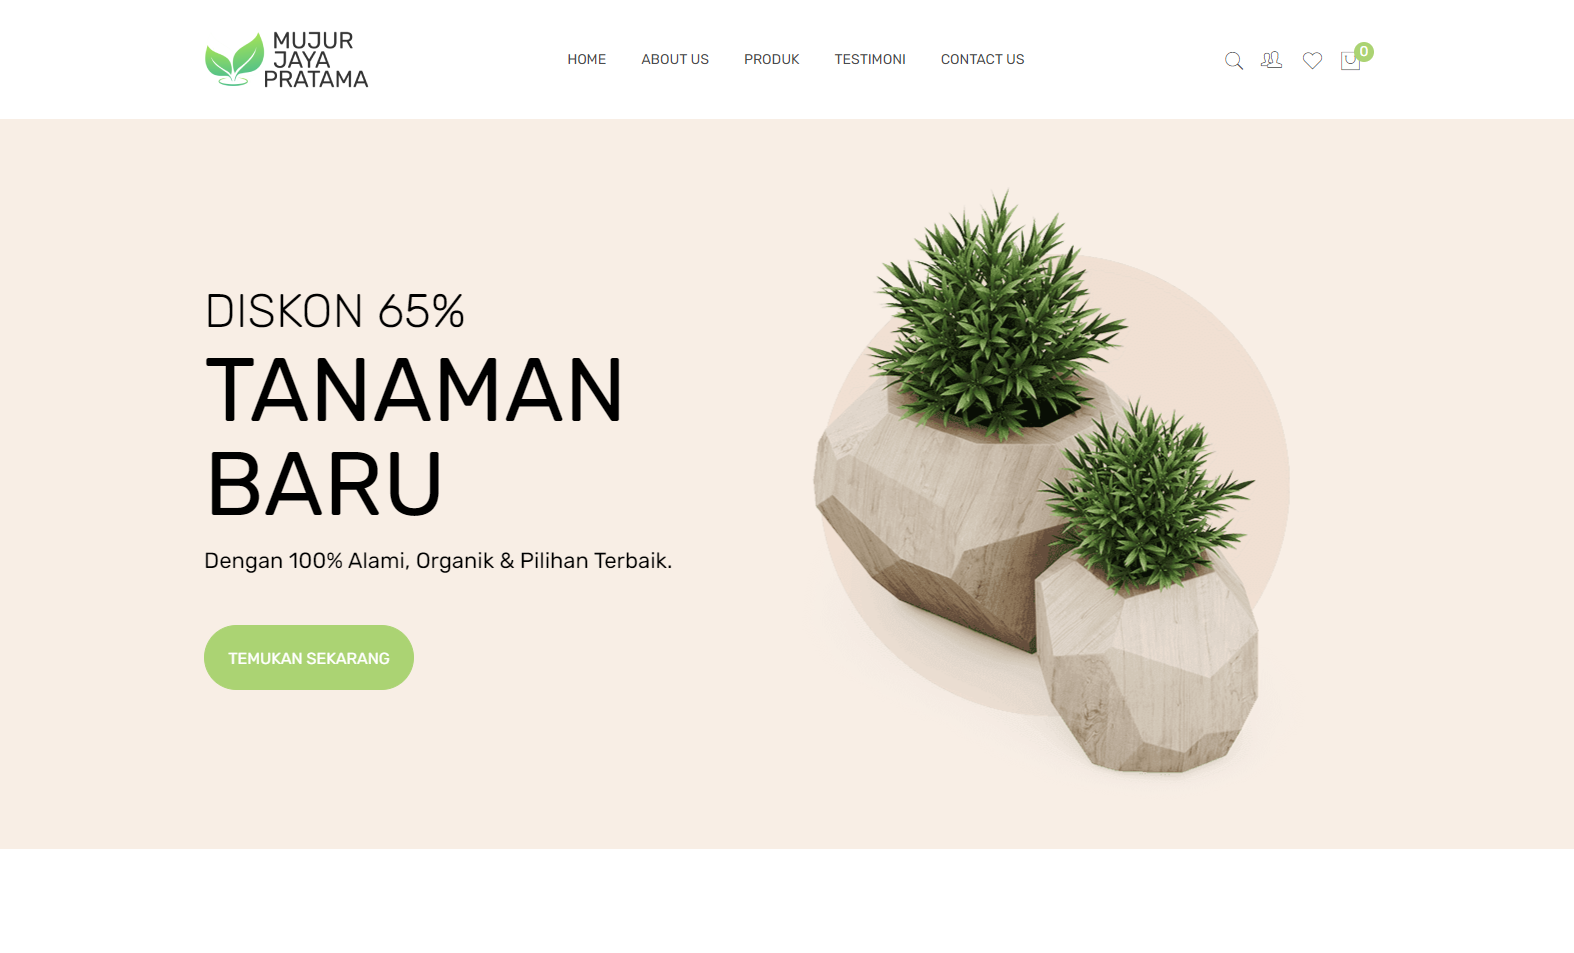 MUJUR
JAYA
PRATAMA
HOME ABOUT US PRODUK TESTIMONI CONTACT US
0
DISKON 65%
TANAMAN
BARU
Dengan 100% Alami, Organik & Pilihan Terbaik.
TEMUKAN SEKARANG